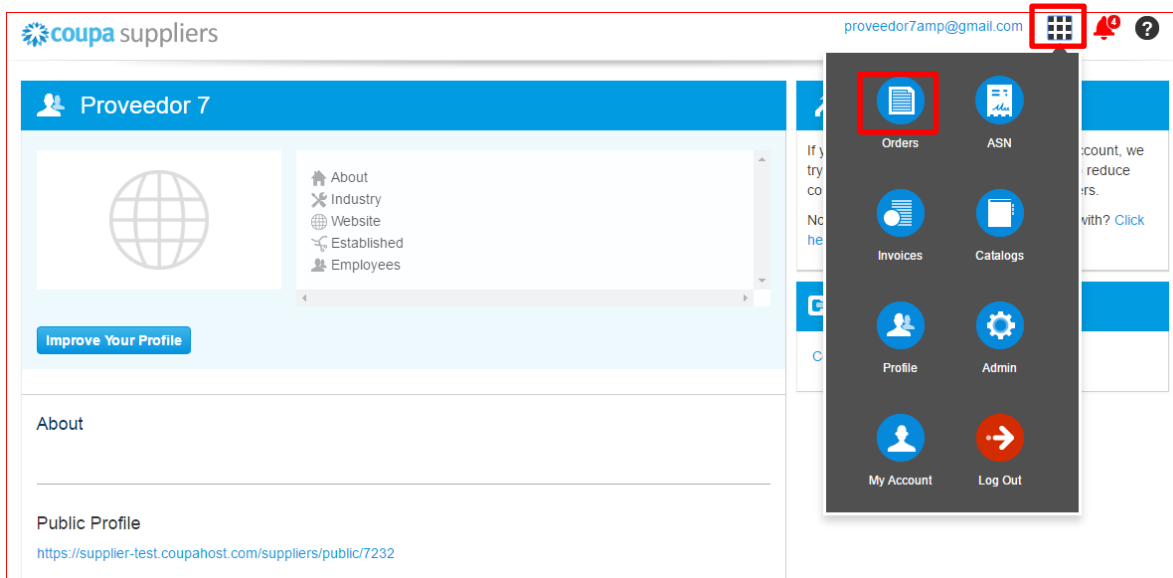 coupa suppliers
proveedor7amp@gmail.com
4
?
Proveedor 7
About
Industry
Website
Established
Employees
Improve Your Profile
About
Public Profile
https://supplier-test.coupahost.com/suppliers/public/7232
If
try
co
No
he
count, we
reduce
rs.
with? Click
Orders
ASN
Invoices
Catalogs
Profile
Admin
My Account
Log Out